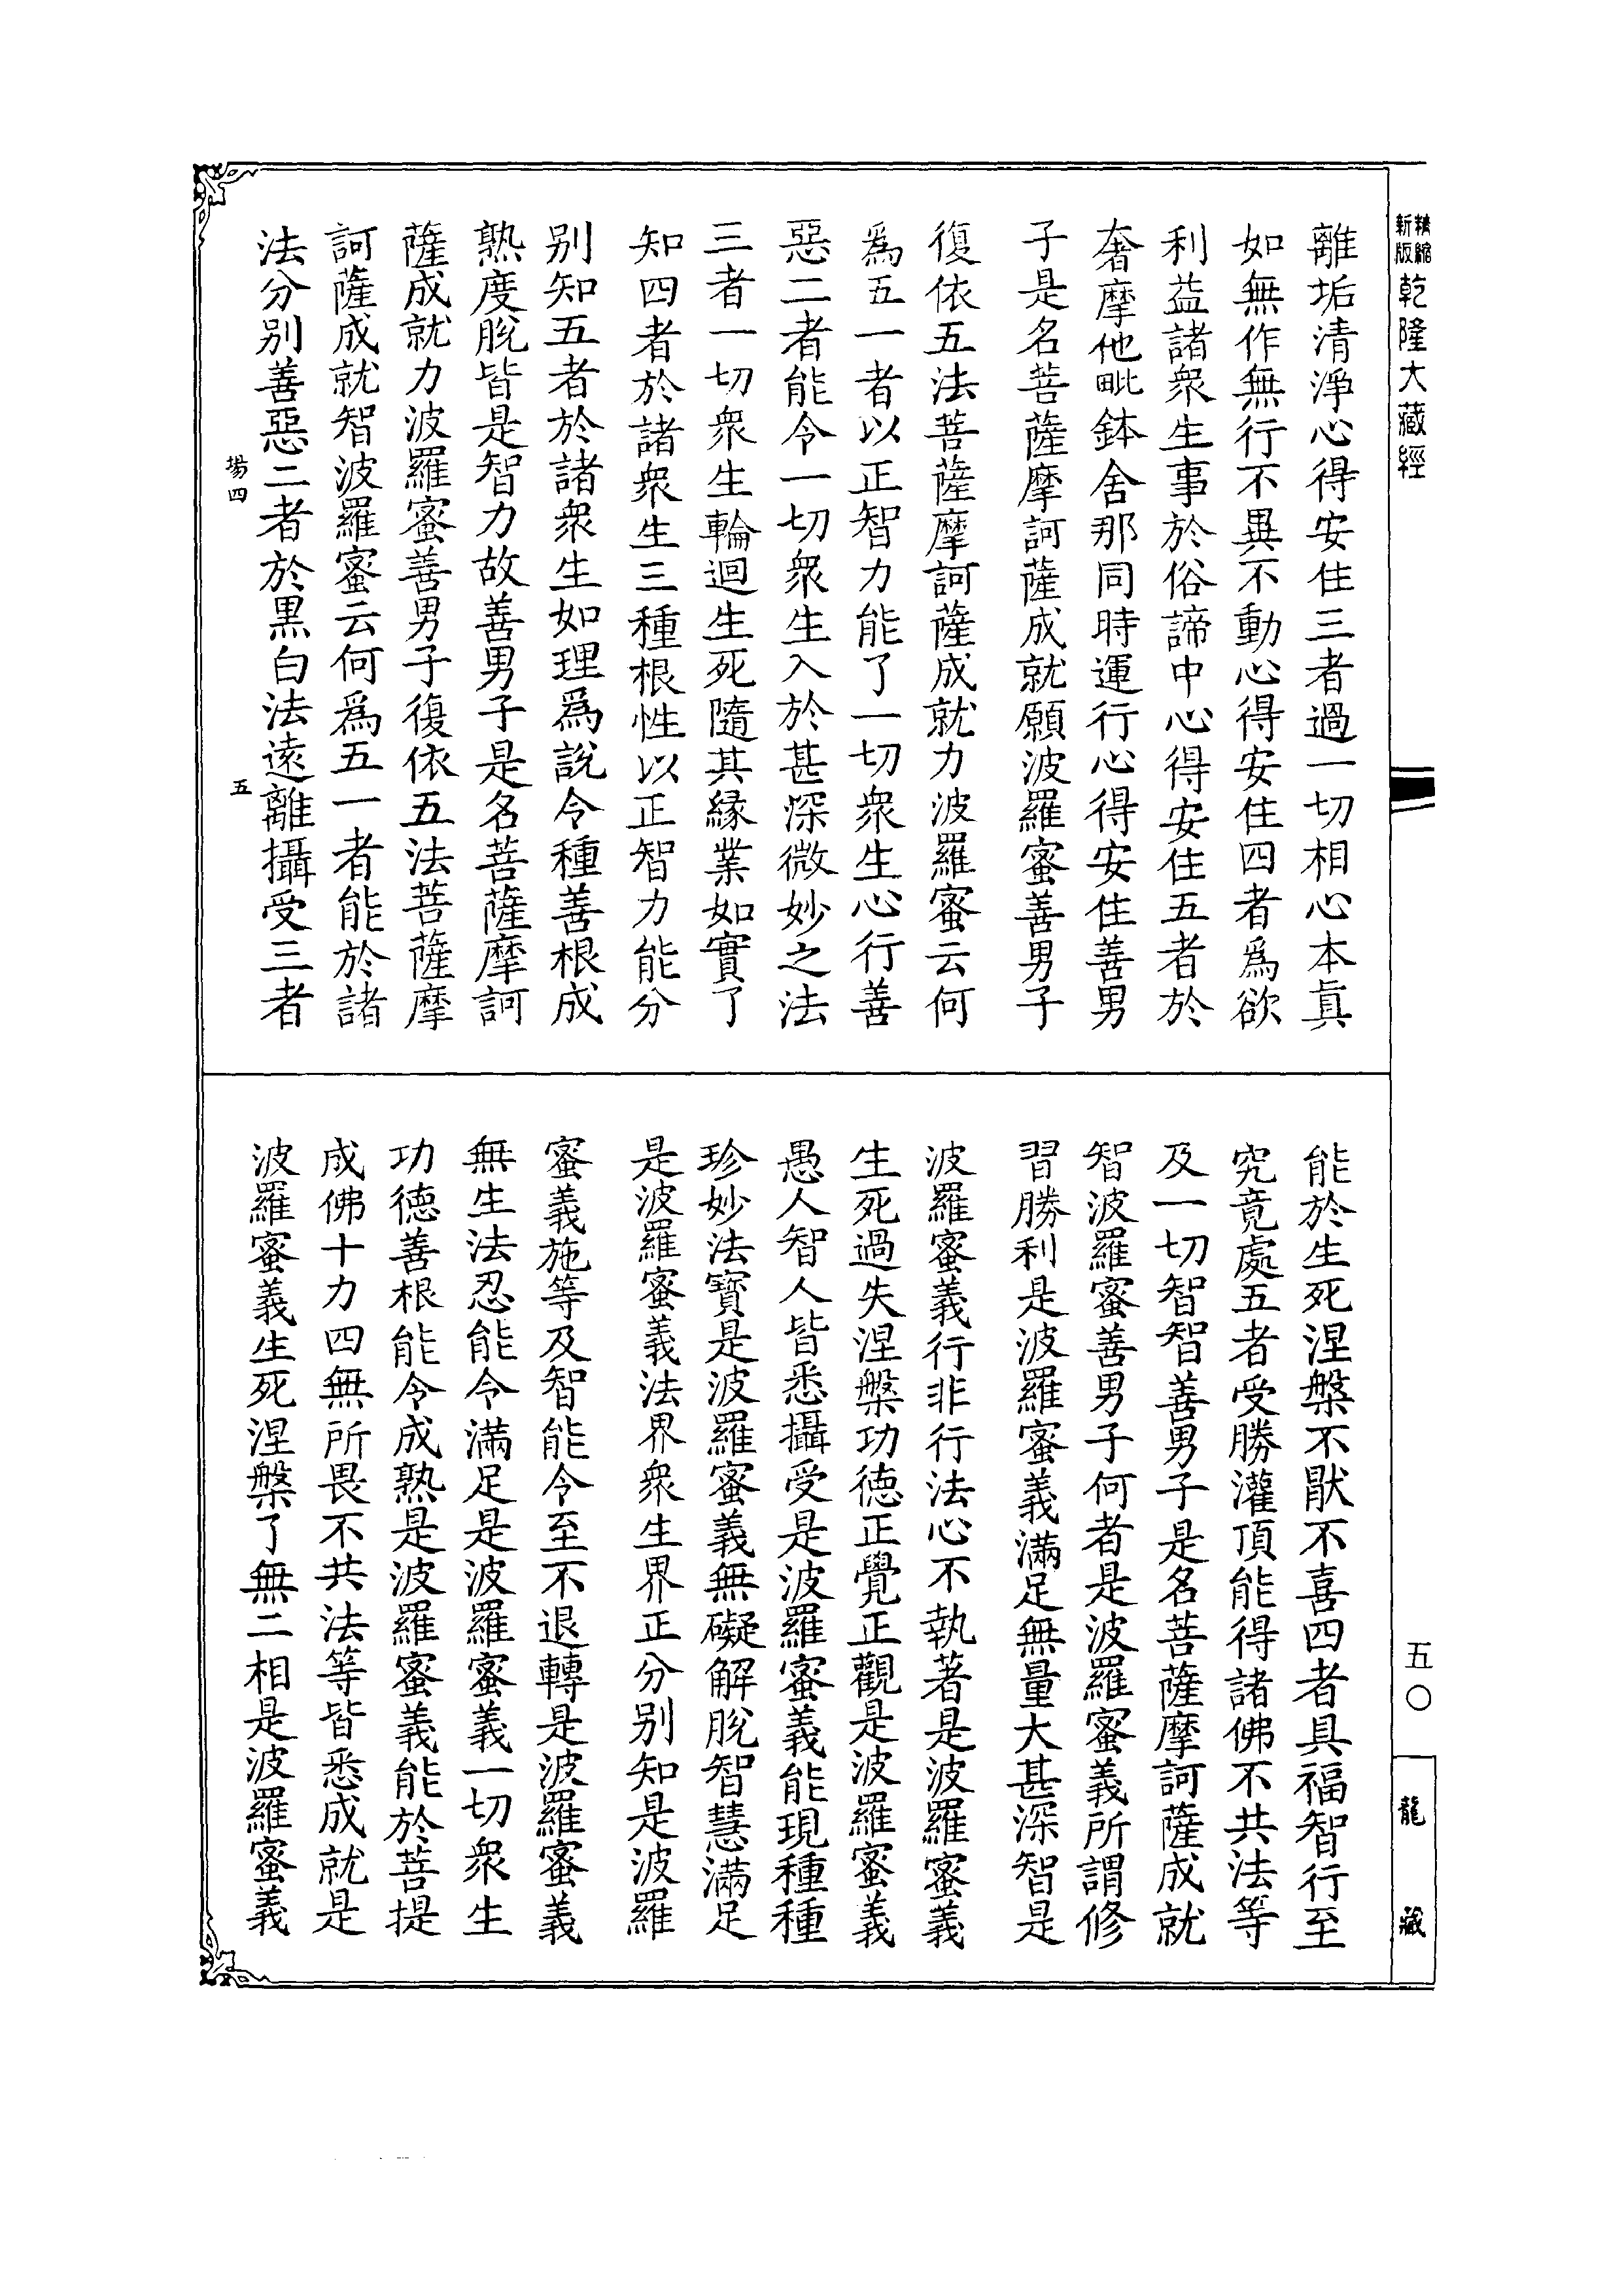 精縮新版乾隆大藏經
離垢清淨心得安住三者過一切相心本真
如無作無行不異不動心得安住四者為欲
利益諸衆生事於俗諦中心得安住五者於
奢摩他毗鉢舍那同時運行心得安住善男
子是名菩薩摩訶薩成就願波羅蜜善男子
復依五法菩薩摩訶薩成就力波羅蜜云何
為五一者以正智力能了一切衆生心行善
惡二者能令一切衆生入於甚深微妙之法
三者一切衆生輪迴生死隨其緣業如實了
知四者於諸衆生三種根性以正智力能分
別知五者於諸衆生如理為說令種善根成
熟度脫皆是智力故善男子是名菩薩摩訶
薩成就力波羅蜜善男子復依五法菩薩摩
訶薩成就智波羅蜜云何為五一者能於諸
法分別善惡二者於黑白法遠離攝受三者
場四 五
能於生死涅槃不厭不喜四者具福智行至
究竟處五者受勝灌頂能得諸佛不共法等
及一切智智善男子是名菩薩摩訶薩成就
智波羅蜜善男子何者是波羅蜜義所謂修
習勝利是波羅蜜義滿足無量大甚深智是
波羅蜜義行非行法心不執著是波羅蜜義
生死過失涅槃功德正覺正觀是波羅蜜義
愚人智人皆悉攝受是波羅蜜義能現種種
珍妙法寶是波羅蜜義無礙解脫智慧滿足
是波羅蜜義法界衆生界正分別知是波羅
蜜義施等及智能令至不退轉是波羅蜜義
無生法忍能令滿足是波羅蜜義一切衆生
功德善根能令成熟是波羅蜜義能於菩提
成佛十力四無所畏不共法等皆悉成就是
波羅蜜義生死涅槃了無二相是波羅蜜義
五〇
龍藏